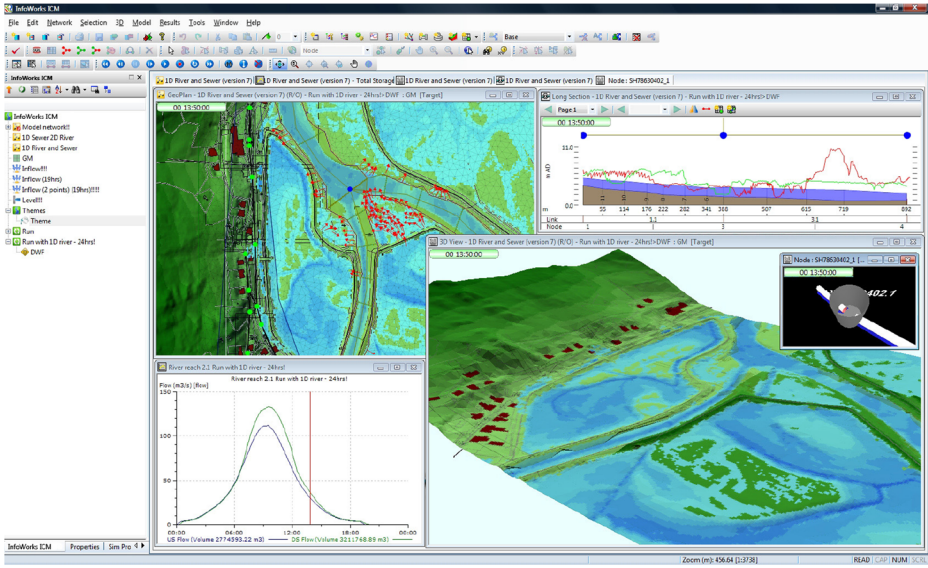 InfoWorks ICM
File Edit Network Selection 3D Model Results Tools Window Help
Base
Node
InfoWorks ICM
1D River and Sewer (version 7) 1D River and Sewer (version 7) - Total Storage 1D River and Sewer (version 7) 1D River and Sewer (version 7) Node : SH78630402_1
InfoWorks ICM
Model network!!
1D Sewer 2D River
1D River and Sewer
GM
Inflow!!!
Inflow (19hrs)
Inflow (2 points) (19hrs)!!!!
Level!!!
Themes
Theme
Run
Run with 1D river - 24hrs!
DWF
GeoPlan - 1D River and Sewer (version 7) (R/O) - Run with 1D river - 24hrs!>DWF : GM [Target]
00 13:50:00
Long Section - 1D River and Sewer (version 7) - Run with 1D river - 24hrs!>DWF
Page 1
00 13:50:00
11.0
m AD
0.0
m 55 114 176 222 282 341 507 615 719 892
Link 1.1 3.1
Node 1 3 4
3D View - 1D River and Sewer (version 7) (R/O) - Run with 1D river - 24hrs!>DWF : GM [Target]
00 13:50:00
Node : SH78630402_1 [...
00 13:50:00
402.1
River reach 2.1 Run with 1D river - 24hrs!
River reach 2.1 Run with 1D river - 24hrs!
Flow (m3/s) [flow]
150
100
50
0
00:00 06:00 12:00 18:00 00:00
US Flow (Volume 2774593.22 m3) DS Flow (Volume 3211768.89 m3)
InfoWorks ICM Properties Sim Pro
Zoom (m): 456.64 [1:3738] READ CAP NUM SCRL